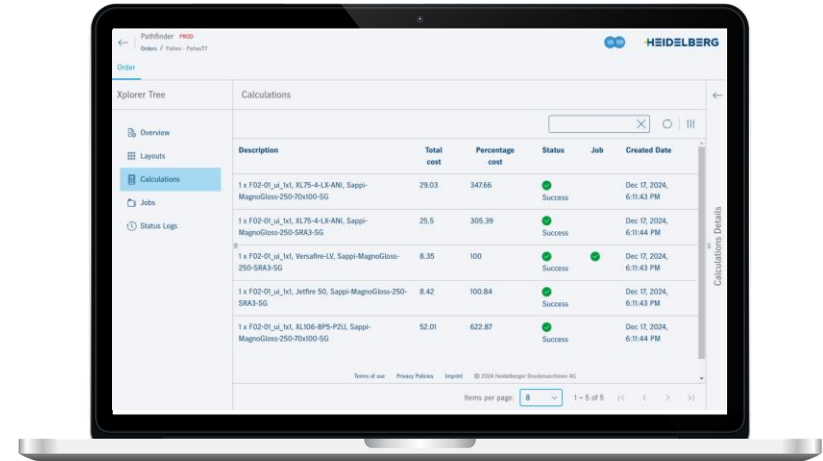 Pathfinder PROD
Orders / Fishes - Fishes77
HEIDELBERG
Order
Xplorer Tree
Calculations
Overview
Layouts
Calculations
Jobs
Status Logs
Description Total cost Percentage cost Status Job Created Date
1 x F02-01_ui_1x1, XL75-4-LX-ANI, Sappi-
MagnoGloss-250-70x100-SG
29.03 347.66 Success Dec 17, 2024,
6:11:43 PM
1 x F02-01_ui_1x1, XL75-4-LX-ANI, Sappi-
MagnoGloss-250-SRA3-SG
25.5 305.39 Success Dec 17, 2024,
6:11:44 PM
1 x F02-01_ui_1x1, Versafire-LV, Sappi-MagnoGloss-
250-SRA3-SG
8.35 100 Success Dec 17, 2024,
6:11:43 PM
1 x F02-01_ui_1x1, Jetfire 50, Sappi-MagnoGloss-250-
SRA3-SG
8.42 100.84 Success Dec 17, 2024,
6:11:43 PM
1 x F02-01_ui_1x1, XL106-8P5-P2U, Sappi-
MagnoGloss-250-70x100-SG
52.01 622.87 Success Dec 17, 2024,
6:11:44 PM
Calculations Details
Terms of use Privacy Policies Imprint © 2024 Heidelberger Druckmaschinen AG
Items per page: 8 1 – 5 of 5